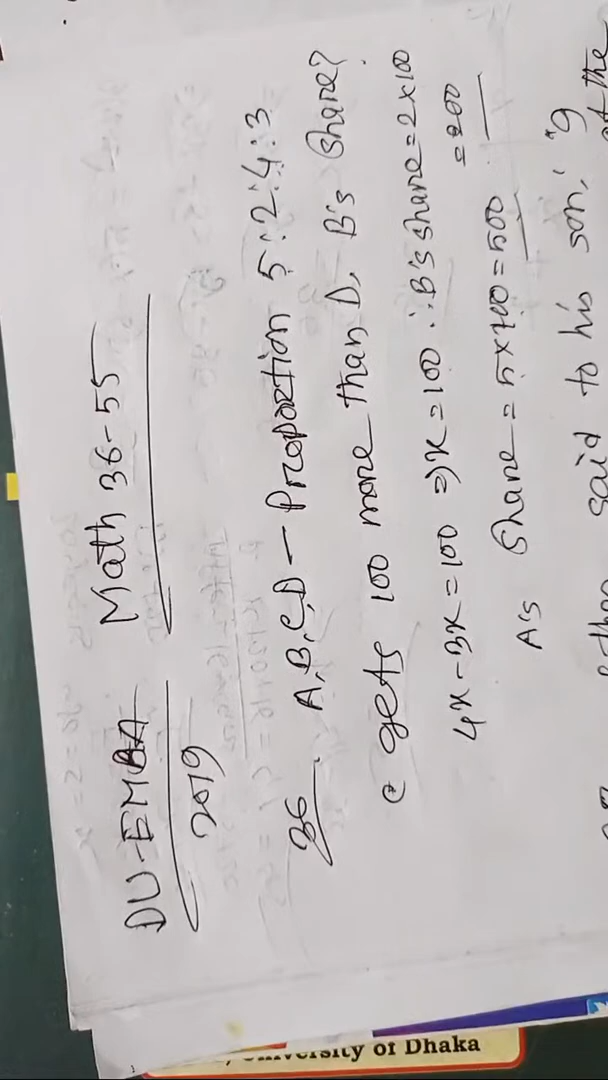 DU-EMBA Math 36-55
2019
36. A,B,C,D - Proportion 5:2:4:3
C gets 100 more than D. B's share?
4x-3x=100 ⇒ x=100 ∴ B's share=2×100
=200
A's share = 5×100=500
said to his son, "I
the
University of Dhaka